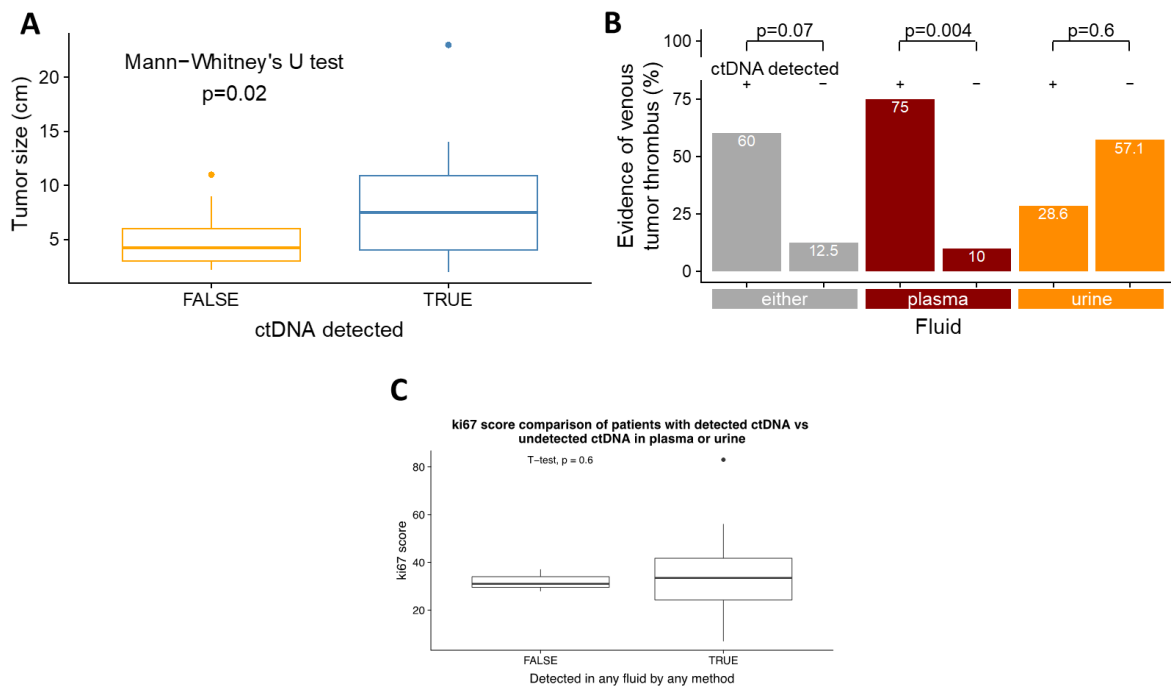 A
Mann−Whitney's U test
p=0.02
Tumor size (cm)
20
15
10
5
FALSE
TRUE
ctDNA detected
B
p=0.07
p=0.004
p=0.6
ctDNA detected
+
−
+
−
+
−
Evidence of venous
tumor thrombus (%)
100
75
50
25
0
60
12.5
75
10
28.6
57.1
either
plasma
urine
Fluid
C
ki67 score comparison of patients with detected ctDNA vs
undetected ctDNA in plasma or urine
T−test, p = 0.6
ki67 score
80
60
40
20
FALSE
TRUE
Detected in any fluid by any method